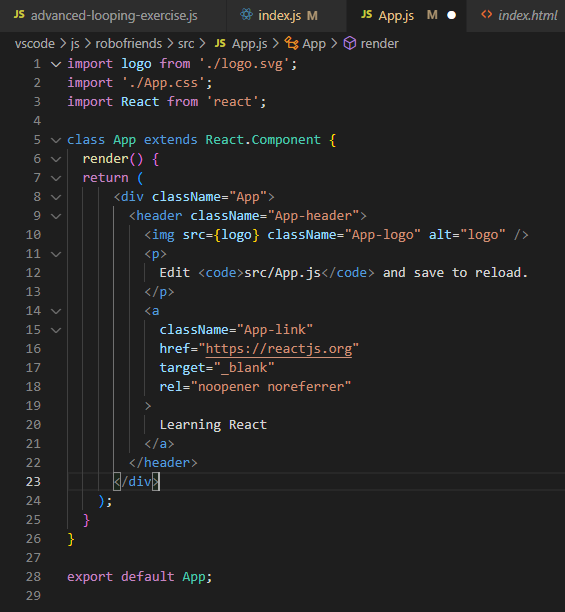 JS advanced-looping-exercise.js index.js M JS App.js M <> index.html
vscode > js > robofriends > src > JS App.js > App > render
1 import logo from './logo.svg';
2 import './App.css';
3 import React from 'react';
4
5 class App extends React.Component {
6 render() {
7 return (
8 <div className="App">
9 <header className="App-header">
10 <img src={logo} className="App-logo" alt="logo" />
11 <p>
12 Edit <code>src/App.js</code> and save to reload.
13 </p>
14 <a
15 className="App-link"
16 href="https://reactjs.org"
17 target="_blank"
18 rel="noopener noreferrer"
19 >
20 Learning React
21 </a>
22 </header>
23 </div>
24 );
25 }
26 }
27
28 export default App;
29